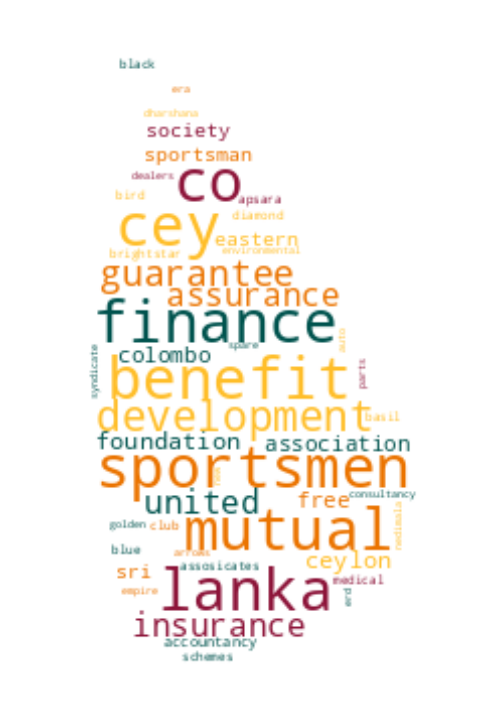 black
era
dharshana
society
sportsman
dealers
co
bird
apsara
cey
diamond
eastern
brightstar
environmental
guarantee
assurance
finance
colombo
spare
auto
syndicate
benefit
parts
development
basil
foundation
association
sportsmen
united
free
consultancy
golden
club
mutual
nedimala
blue
arrows
ceylon
sri
assosicates
medical
empire
lanka
erd
insurance
accountancy
schemes